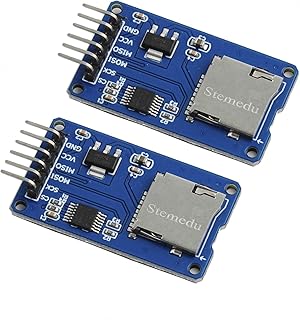 GND
VCC
MISO
MOSI
SCK
CS
Stemedu
GND
VCC
MISO
MOSI
SCK
CS
Stemedu